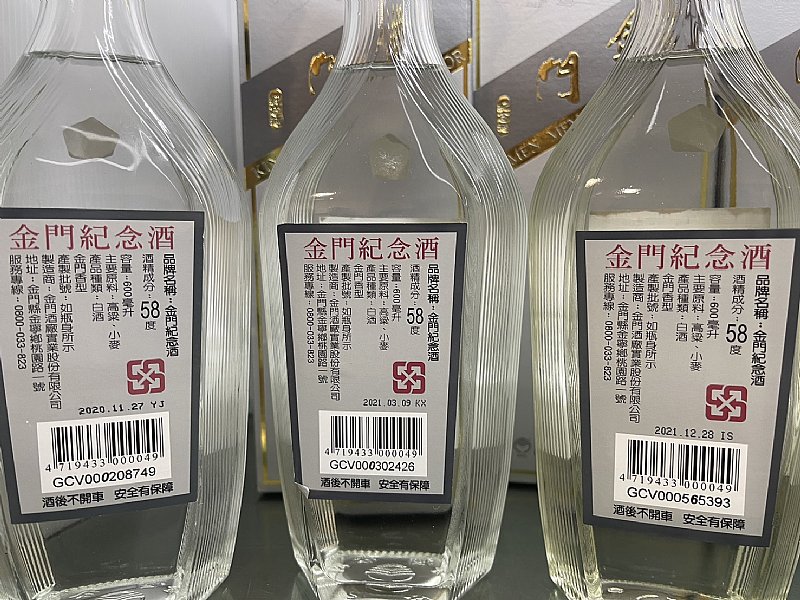 金門紀念酒
品牌名稱：金門紀念酒
酒精成分：58度
容量：600毫升
主要原料：高粱、小麥
產品種類：白酒
金門香型
產製批號：如瓶身所示
製造商：金門酒廠實業股份有限公司
地址：金門縣金寧鄉桃園路一號
服務專線：0800-033-823
2020.11.27 YJ
4 719433 000049
GCV000208749
酒後不開車 安全有保障
金門紀念酒
品牌名稱：金門紀念酒
酒精成分：58度
容量：600毫升
主要原料：高粱、小麥
產品種類：白酒
金門香型
產製批號：如瓶身所示
製造商：金門酒廠實業股份有限公司
地址：金門縣金寧鄉桃園路一號
服務專線：0800-033-823
2021.03.09 KX
4 719433 000049
GCV000302426
酒後不開車 安全有保障
金門紀念酒
品牌名稱：金門紀念酒
酒精成分：58度
容量：600毫升
主要原料：高粱、小麥
產品種類：白酒
金門香型
產製批號：如瓶身所示
製造商：金門酒廠實業股份有限公司
地址：金門縣金寧鄉桃園路一號
服務專線：0800-033-823
2021.12.28 IS
4 719433 000049
GCV000565393
酒後不開車 安全有保障